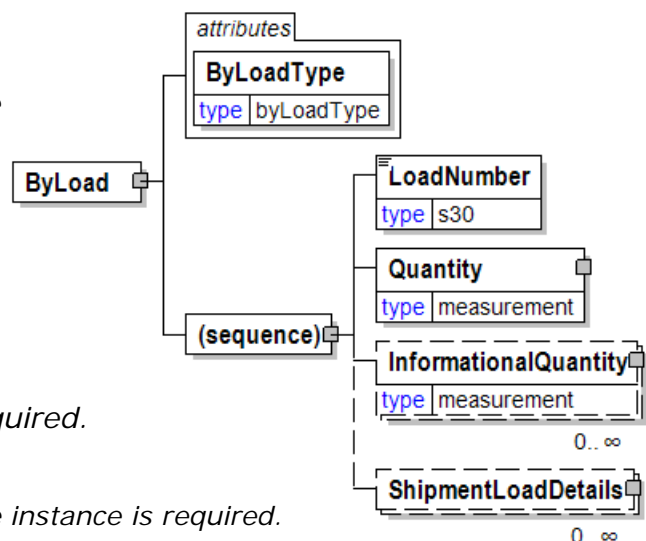 attributes
ByLoadType
type byLoadType
ByLoad
LoadNumber
type s30
Quantity
type measurement
(sequence)
InformationalQuantity
type measurement
0..∞
ShipmentLoadDetails
0..∞
instance is required.